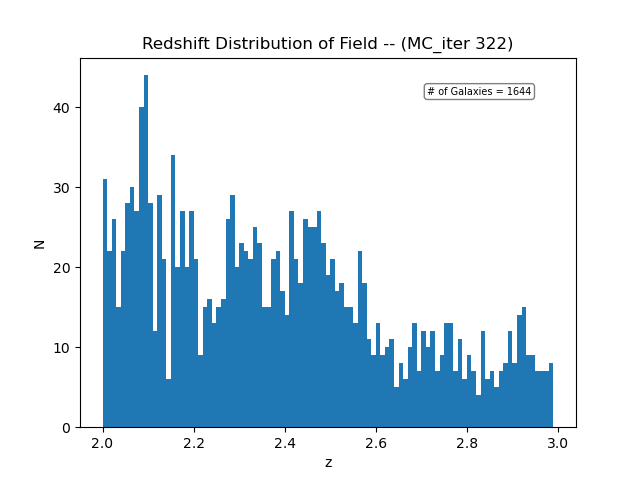 Redshift Distribution of Field -- (MC_iter 322)
# of Galaxies = 1644
N
40
30
20
10
0
2.0 2.2 2.4 2.6 2.8 3.0
z